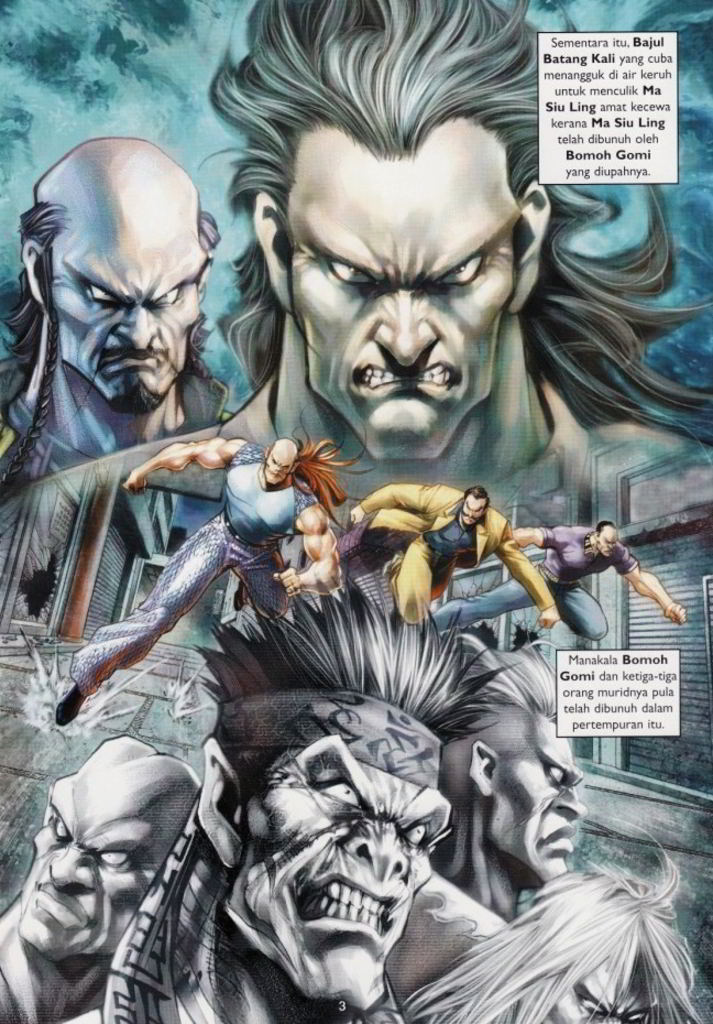 Sementara itu, Bajul
Batang Kali yang cuba
menangguk di air keruh
untuk menculik Ma
Siu Ling amat kecewa
kerana Ma Siu Ling
telah dibunuh oleh
Bomoh Gomi
yang diupahnya.
Manakala Bomoh
Gomi dan ketiga-tiga
orang muridnya pula
telah dibunuh dalam
pertempuran itu.
3